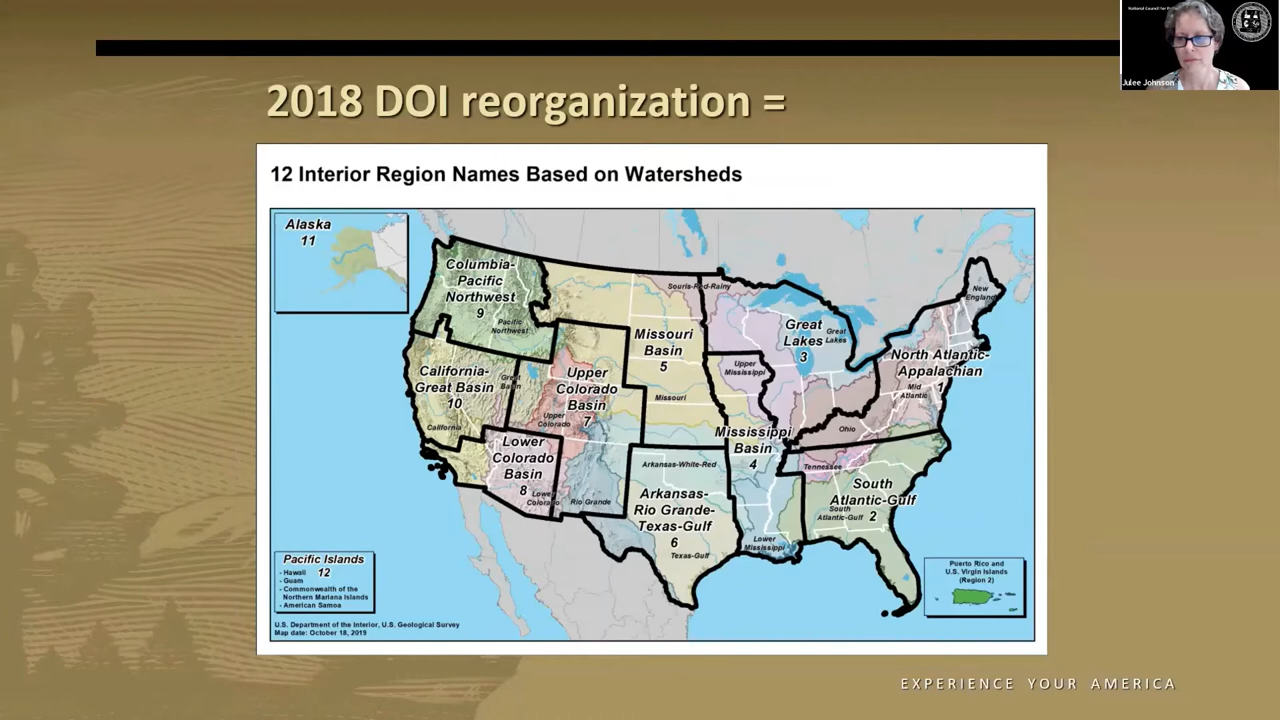 National Council for P
Julee Johnson
2018 DOI reorganization =
12 Interior Region Names Based on Watersheds
Alaska
11
Columbia-
Pacific
Northwest
9
Pacific
Northwest
Souris-Red-Rainy
Missouri
Basin
5
Missouri
Great
Lakes
3
Great
Lakes
New
England
North Atlantic-
Appalachian
1
Mid
Atlantic
Upper
Mississippi
California-
Great Basin
10
Great
Basin
California
Upper
Colorado
Basin
7
Upper
Colorado
Ohio
Mississippi
Basin
4
Lower
Colorado
Basin
8
Lower
Colorado
Rio Grande
Arkansas-White-Red
Arkansas-
Rio Grande-
Texas-Gulf
6
Texas-Gulf
Tennessee
South
Atlantic-Gulf
2
South
Atlantic-Gulf
Lower
Mississippi
Pacific Islands
12
- Hawaii
- Guam
- Commonwealth of the
Northern Mariana Islands
- American Samoa
Puerto Rico and
U.S. Virgin Islands
(Region 2)
U.S. Department of the Interior, U.S. Geological Survey
Map date: October 18, 2019
EXPERIENCE YOUR AMERICA